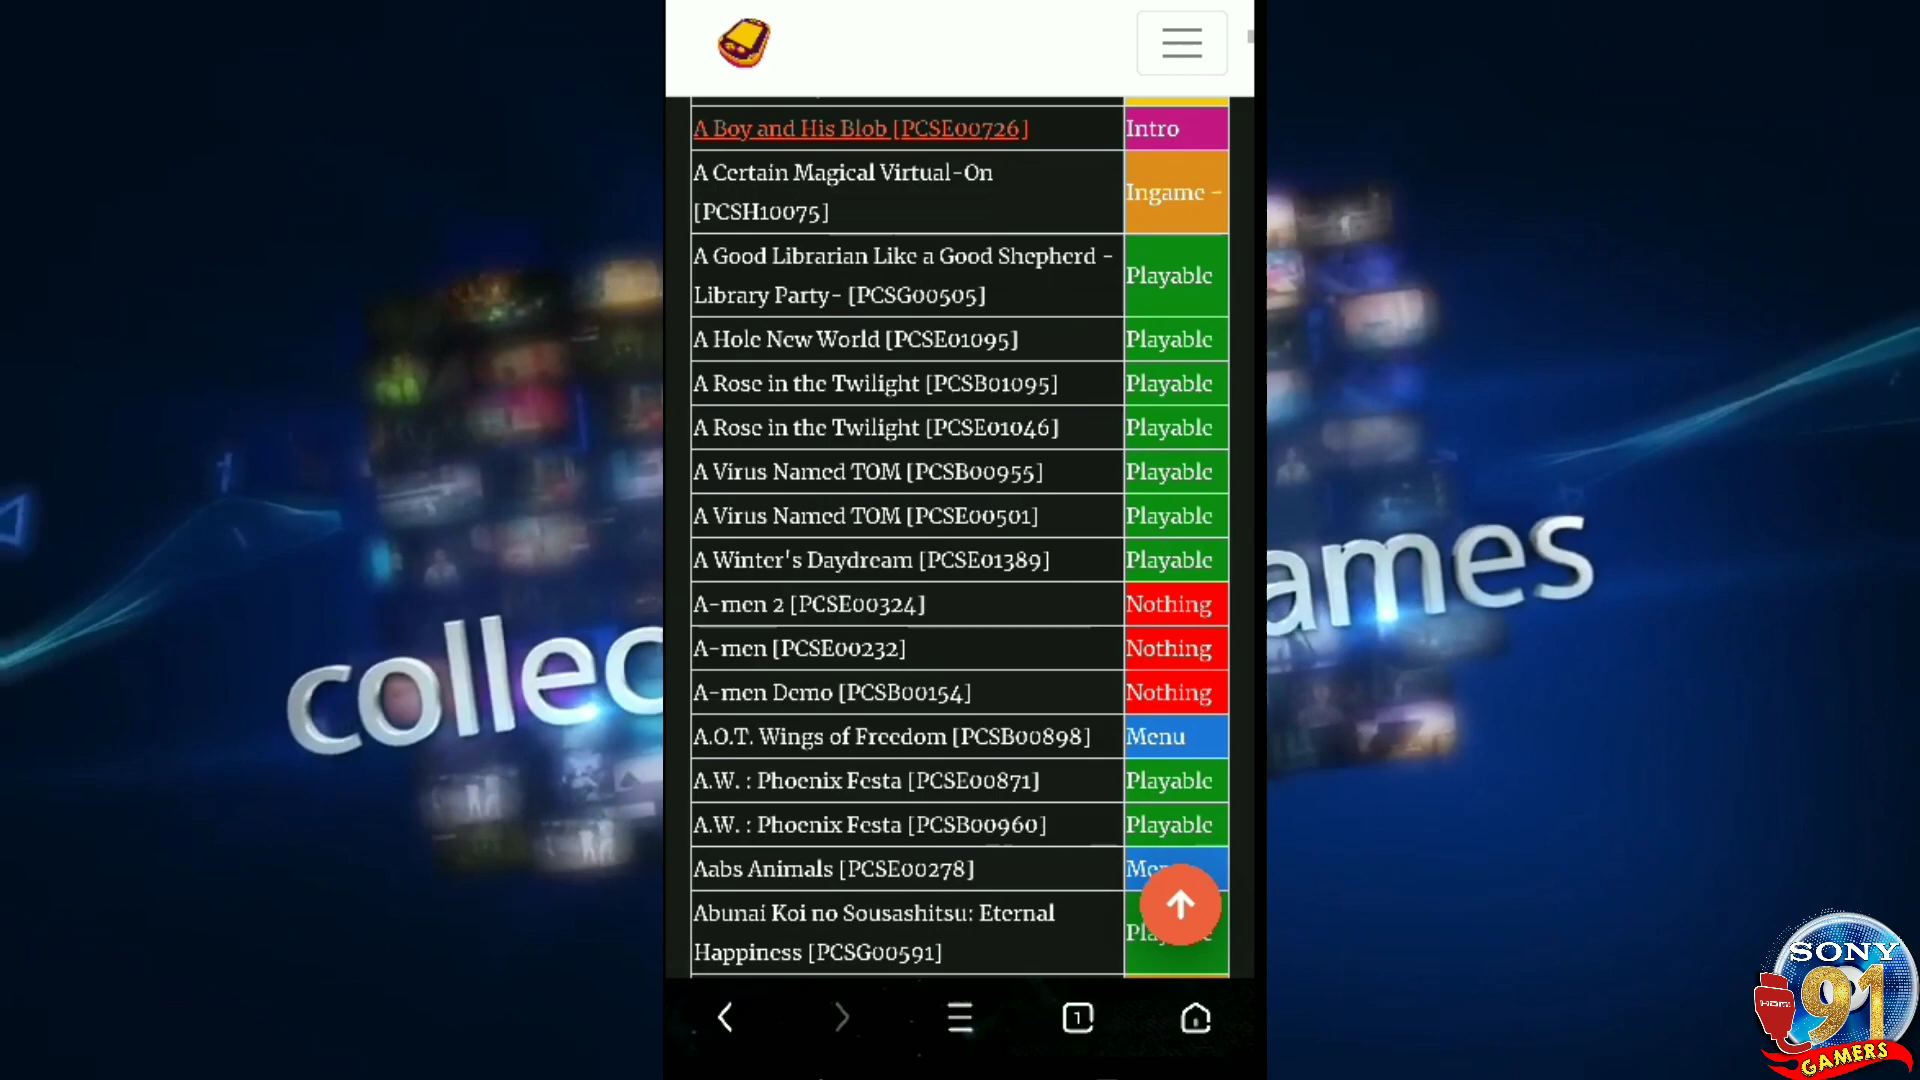 A Boy and His Blob [PCSE00726]
Intro
A Certain Magical Virtual-On
[PCSH10075]
Ingame -
A Good Librarian Like a Good Shepherd -
Library Party- [PCSG00505]
Playable
A Hole New World [PCSE01095]
Playable
A Rose in the Twilight [PCSB01095]
Playable
A Rose in the Twilight [PCSE01046]
Playable
A Virus Named TOM [PCSB00955]
Playable
A Virus Named TOM [PCSE00501]
Playable
A Winter's Daydream [PCSE01389]
Playable
A-men 2 [PCSE00324]
Nothing
A-men [PCSE00232]
Nothing
A-men Demo [PCSB00154]
Nothing
A.O.T. Wings of Freedom [PCSB00898]
Menu
A.W. : Phoenix Festa [PCSE00871]
Playable
A.W. : Phoenix Festa [PCSB00960]
Playable
Aabs Animals [PCSE00278]
Abunai Koi no Sousashitsu: Eternal
Happiness [PCSG00591]
1
collec
ames
SONY
HDMI
91
GAMERS